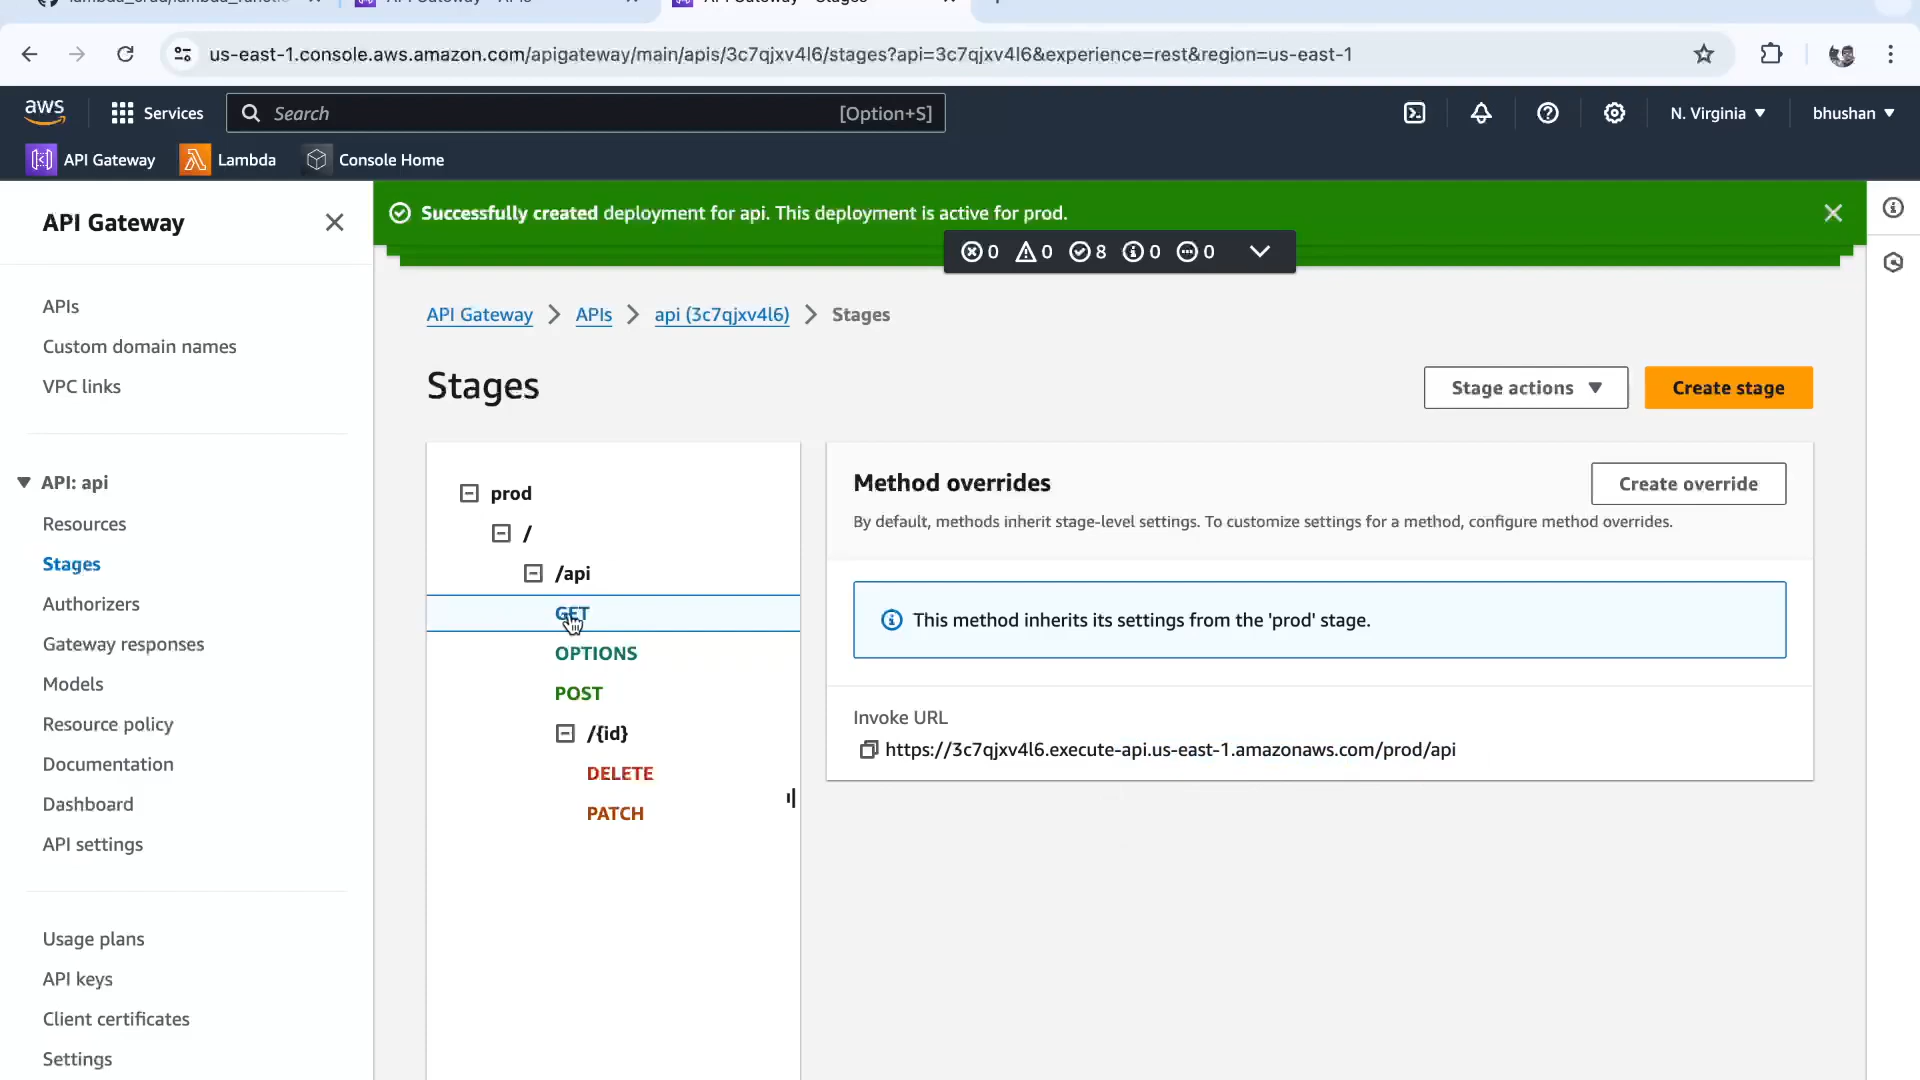 us-east-1.console.aws.amazon.com/apigateway/main/apis/3c7qjxv4l6/stages?api=3c7qjxv4l6&experience=rest&region=us-east-1
aws
Services
Search
[Option+S]
N. Virginia
bhushan
API Gateway
Lambda
Console Home
API Gateway
Successfully created deployment for api. This deployment is active for prod.
0 0 8 0 0
APIs
Custom domain names
VPC links
API Gateway APIs api (3c7qjxv4l6) Stages
Stages
Stage actions
Create stage
API: api
Resources
Stages
Authorizers
Gateway responses
Models
Resource policy
Documentation
Dashboard
API settings
Usage plans
API keys
Client certificates
Settings
prod
/
/api
GET
OPTIONS
POST
/{id}
DELETE
PATCH
Method overrides
Create override
By default, methods inherit stage-level settings. To customize settings for a method, configure method overrides.
This method inherits its settings from the 'prod' stage.
Invoke URL
https://3c7qjxv4l6.execute-api.us-east-1.amazonaws.com/prod/api